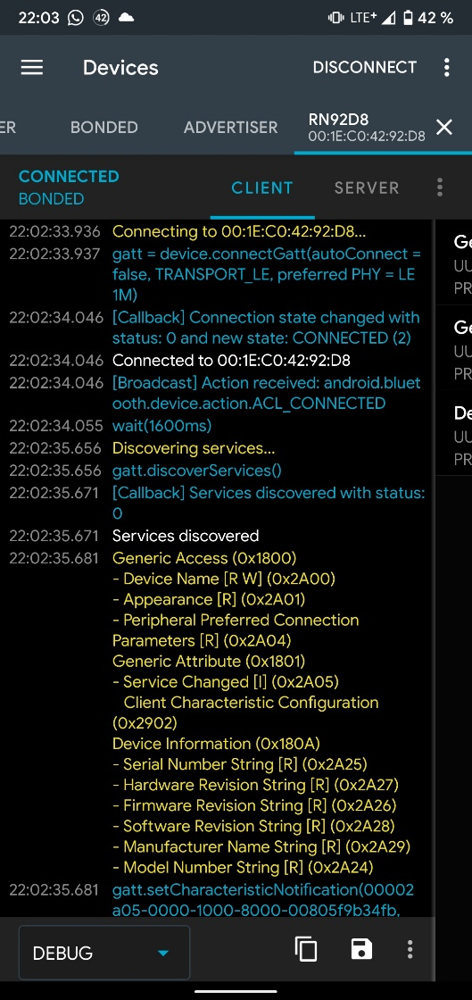 22:03 42 LTE+ 42 %
Devices DISCONNECT
ER BONDED ADVERTISER RN92D8
00:1E:C0:42:92:D8
CONNECTED
BONDED
CLIENT SERVER
22:02:33.936 Connecting to 00:1E:C0:42:92:D8...
22:02:33.937 gatt = device.connectGatt(autoConnect =
false, TRANSPORT_LE, preferred PHY = LE
1M)
22:02:34.046 [Callback] Connection state changed with
status: 0 and new state: CONNECTED (2)
22:02:34.046 Connected to 00:1E:C0:42:92:D8
22:02:34.046 [Broadcast] Action received: android.bluet
ooth.device.action.ACL_CONNECTED
22:02:34.055 wait(1600ms)
22:02:35.656 Discovering services...
22:02:35.656 gatt.discoverServices()
22:02:35.671 [Callback] Services discovered with status:
0
22:02:35.671 Services discovered
22:02:35.681 Generic Access (0x1800)
- Device Name [R W] (0x2A00)
- Appearance [R] (0x2A01)
- Peripheral Preferred Connection
Parameters [R] (0x2A04)
Generic Attribute (0x1801)
- Service Changed [I] (0x2A05)
Client Characteristic Configuration
(0x2902)
Device Information (0x180A)
- Serial Number String [R] (0x2A25)
- Hardware Revision String [R] (0x2A27)
- Firmware Revision String [R] (0x2A26)
- Software Revision String [R] (0x2A28)
- Manufacturer Name String [R] (0x2A29)
- Model Number String [R] (0x2A24)
22:02:35.681 gatt.setCharacteristicNotification(00002
a05-0000-1000-8000-00805f9b34fb,
Ge
UU
PR
Ge
UU
PR
De
UU
PR
DEBUG